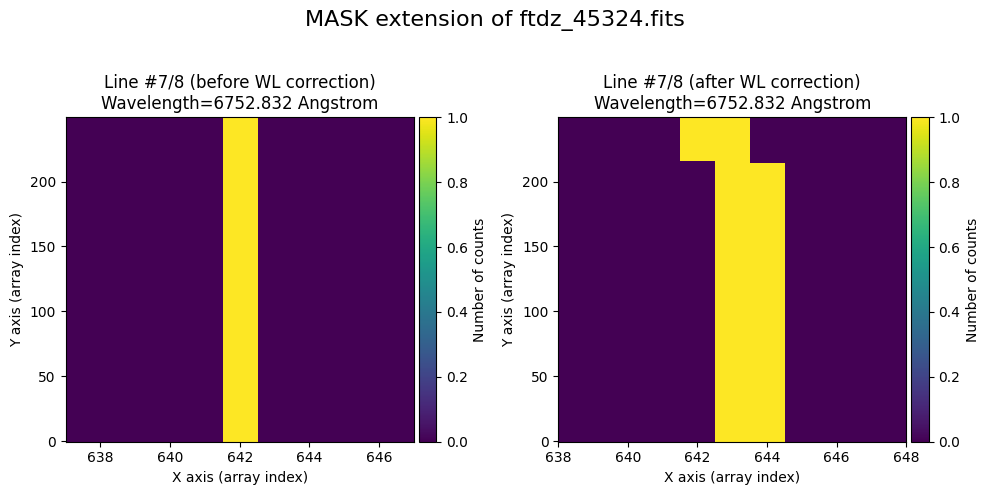 MASK extension of ftdz_45324.fits
Line #7/8 (before WL correction)
Wavelength=6752.832 Angstrom
Y axis (array index)
200
150
100
50
0
638 640 642 644 646
X axis (array index)
1.0
0.8
0.6
0.4
0.2
0.0
Number of counts
Line #7/8 (after WL correction)
Wavelength=6752.832 Angstrom
Y axis (array index)
200
150
100
50
0
638 640 642 644 646 648
X axis (array index)
1.0
0.8
0.6
0.4
0.2
0.0
Number of counts